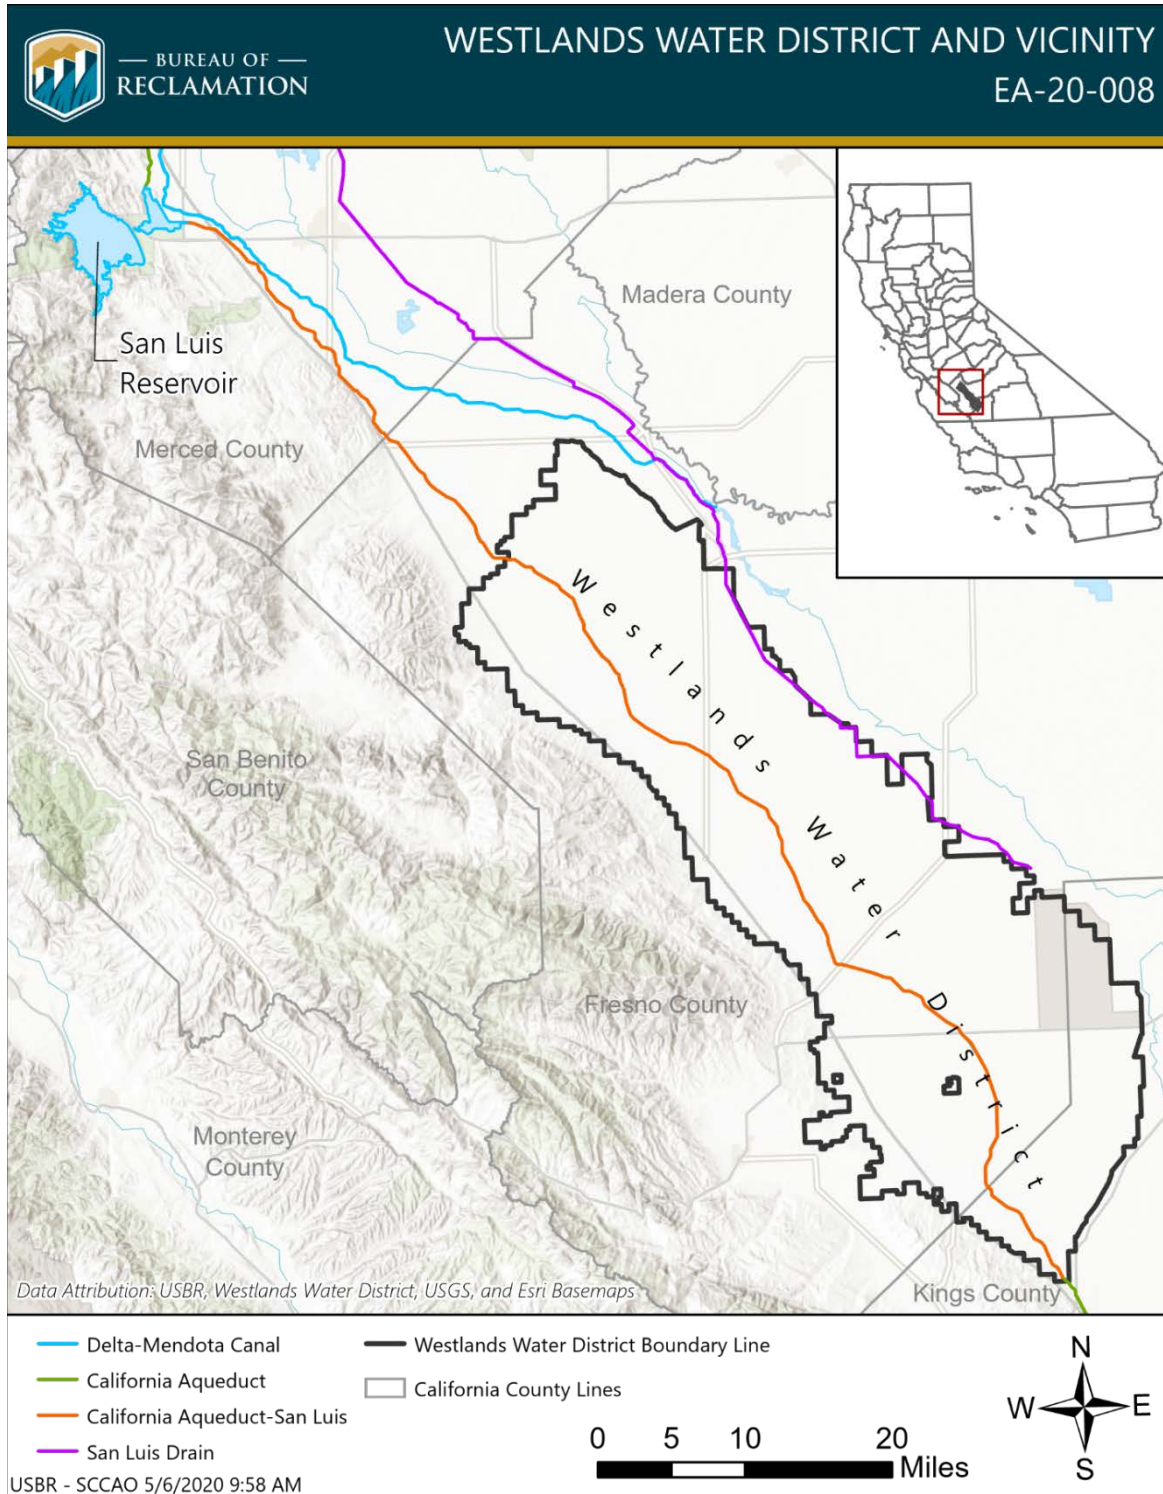 BUREAU OF
RECLAMATION
WESTLANDS WATER DISTRICT AND VICINITY
EA-20-008
Madera County
San Luis
Reservoir
Merced County
Westlands Water District
San Benito
County
Fresno County
Monterey
County
Kings County
Data Attribution: USBR, Westlands Water District, USGS, and Esri Basemaps
Delta-Mendota Canal
California Aqueduct
California Aqueduct-San Luis
San Luis Drain
Westlands Water District Boundary Line
California County Lines
0 5 10 20
Miles
N
W E
S
USBR - SCCAO 5/6/2020 9:58 AM